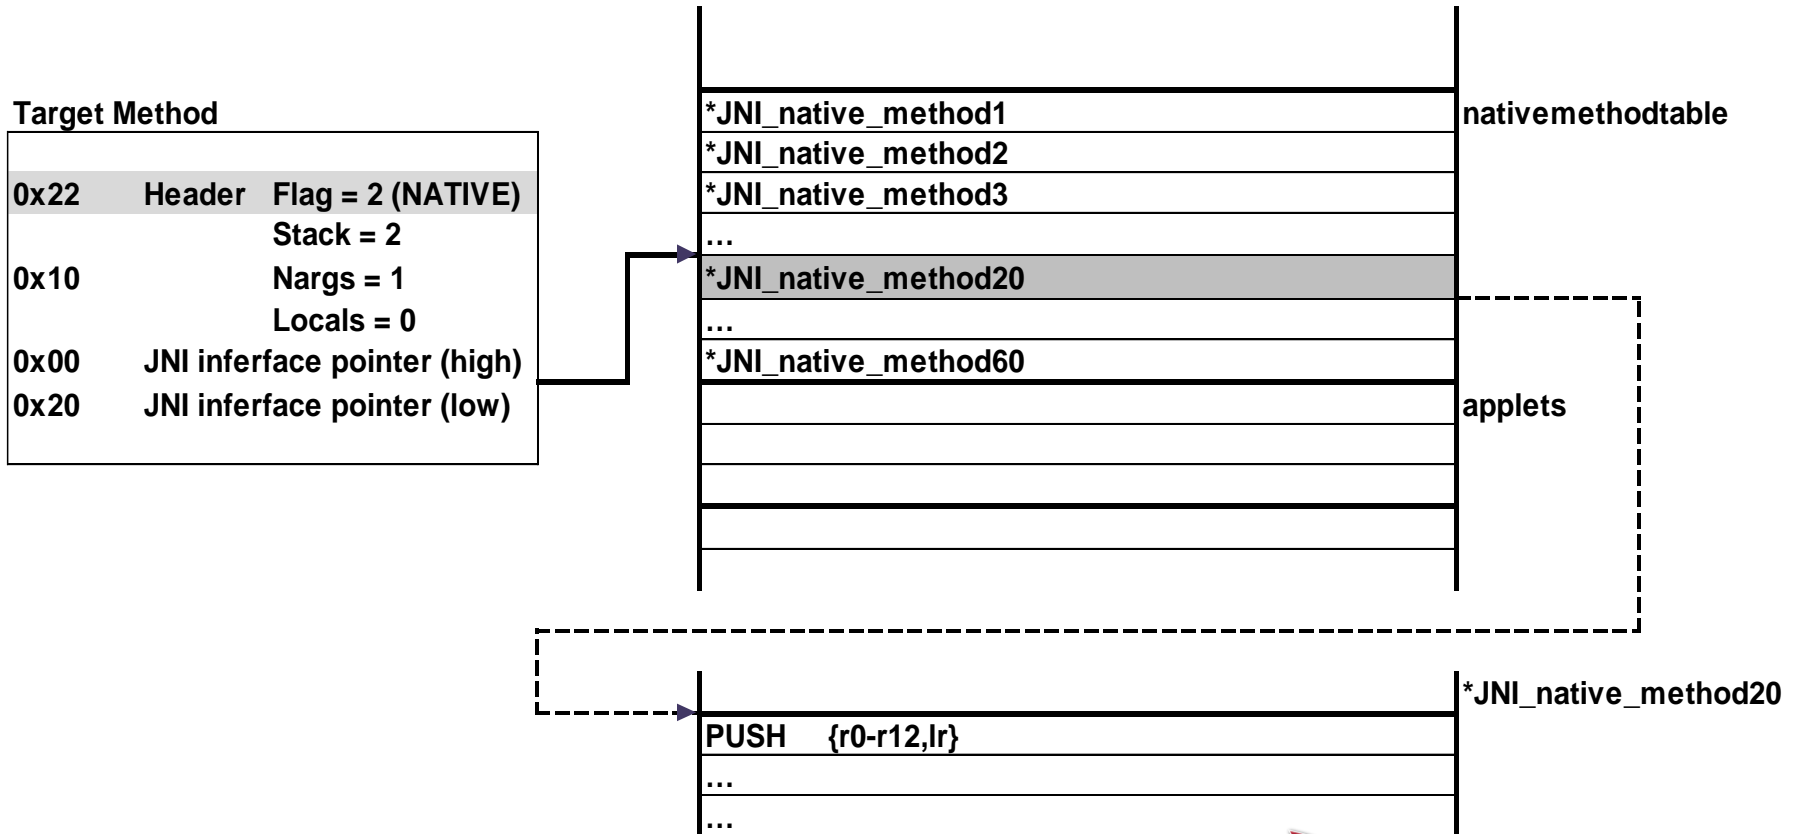 Target Method
0x22 Header Flag = 2 (NATIVE)
Stack = 2
0x10 Nargs = 1
Locals = 0
0x00 JNI inferface pointer (high)
0x20 JNI inferface pointer (low)
*JNI_native_method1
nativemethodtable
*JNI_native_method2
*JNI_native_method3
...
*JNI_native_method20
...
*JNI_native_method60
applets
*JNI_native_method20
PUSH {r0-r12,lr}
...
...